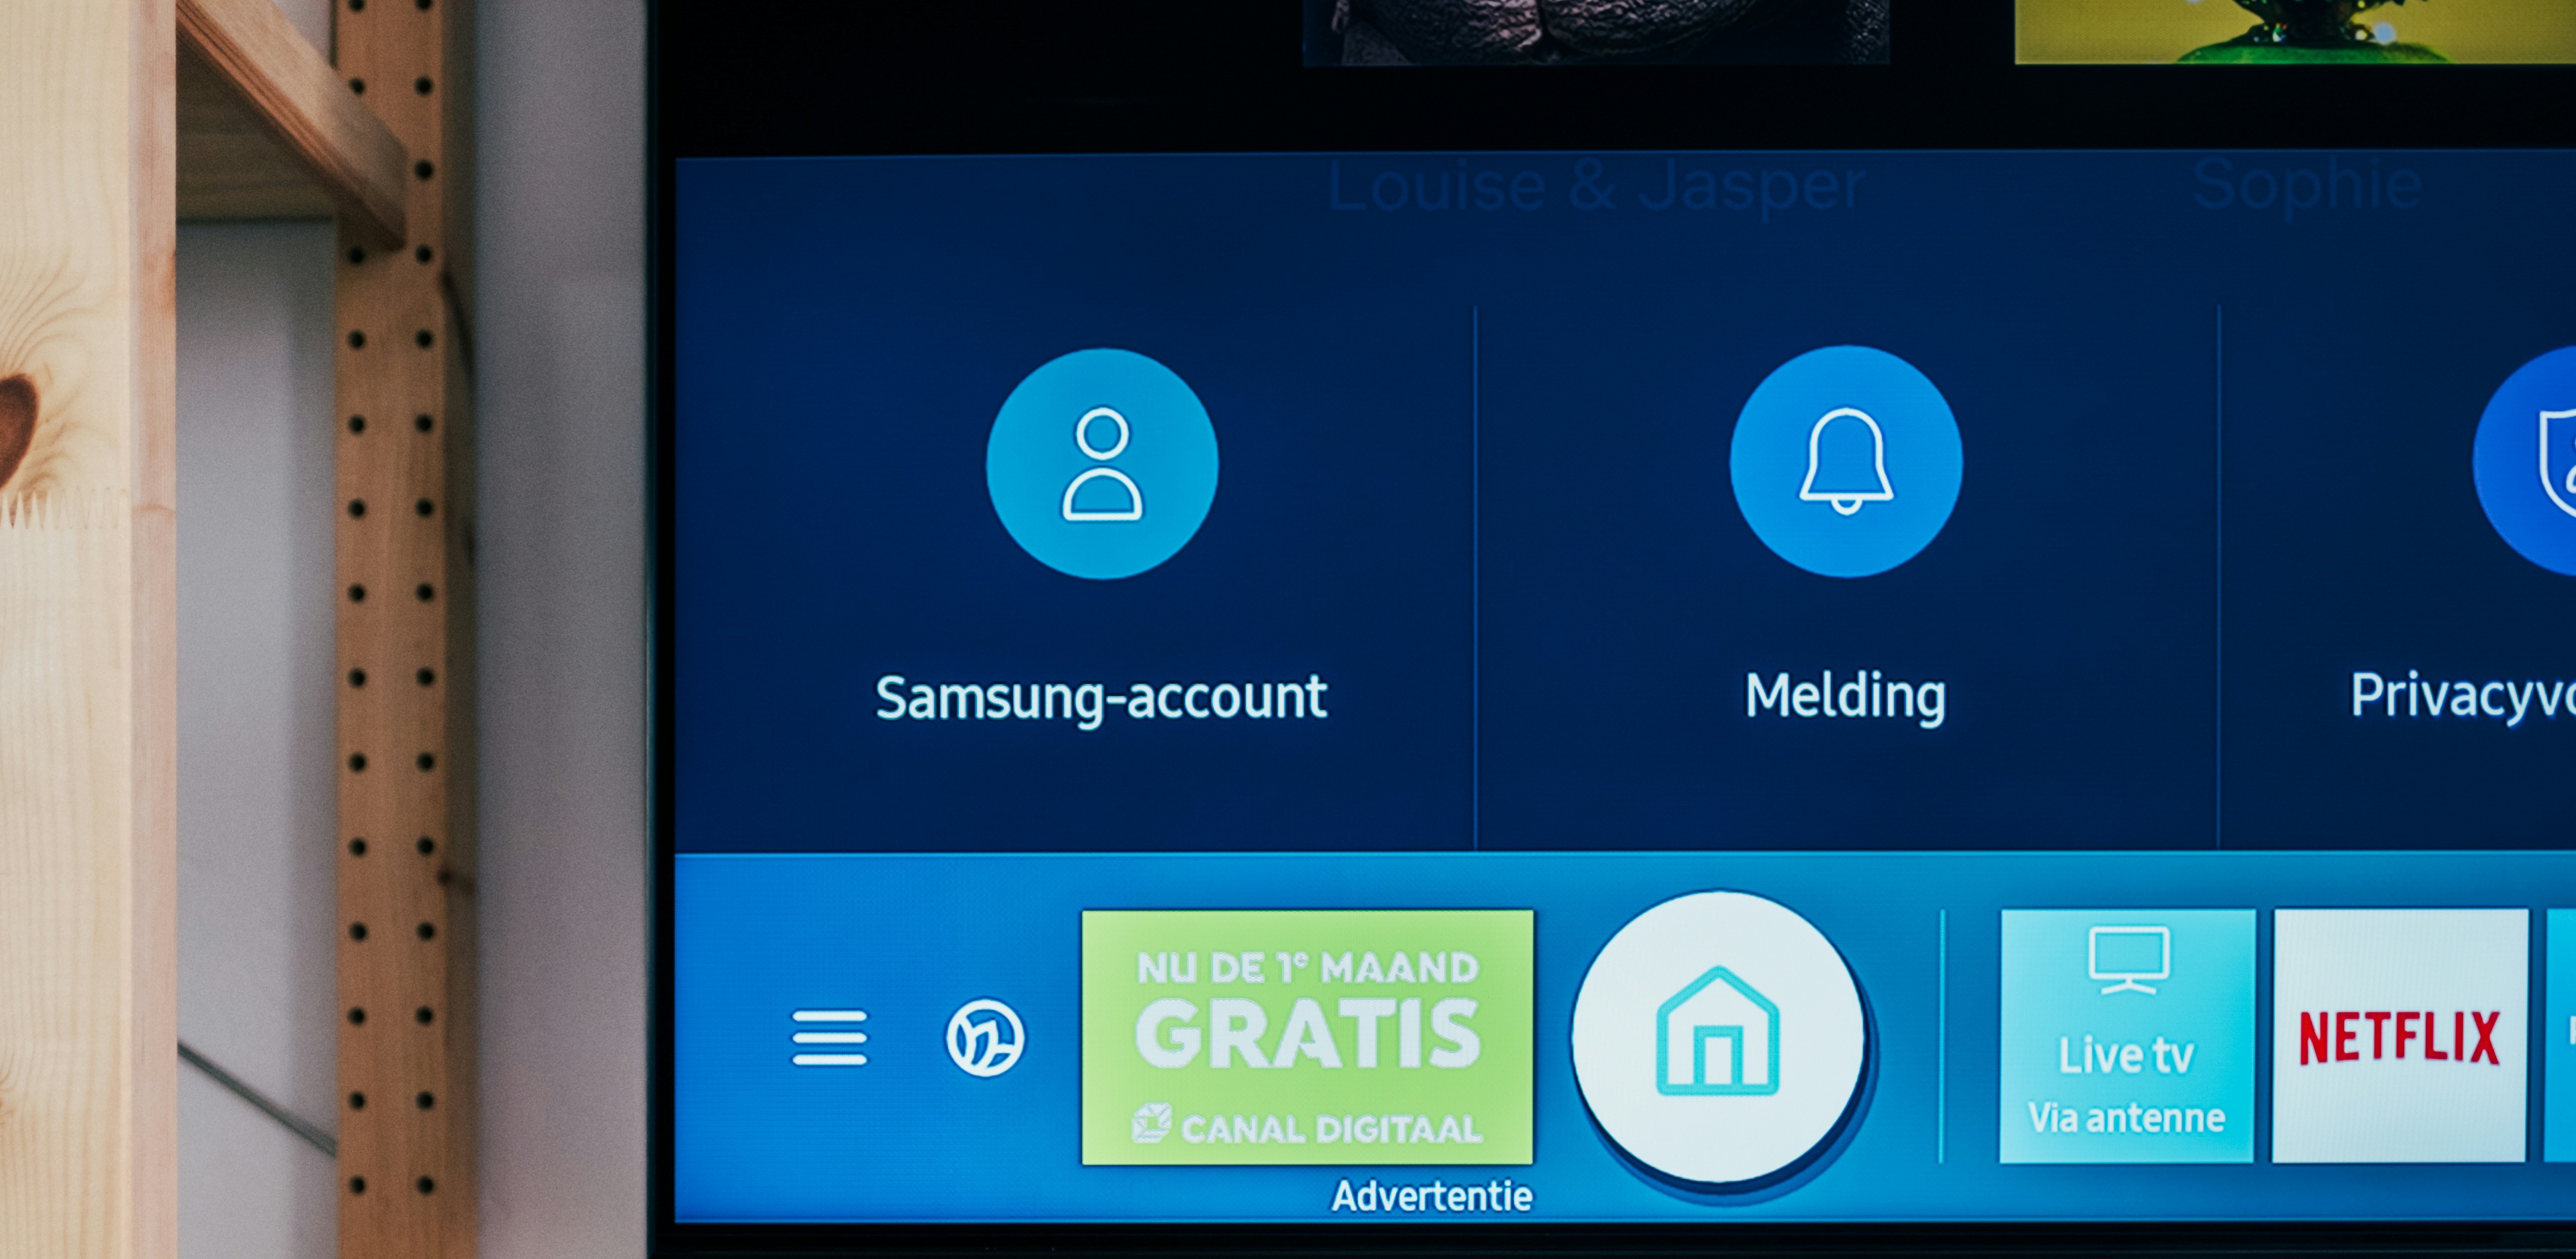 Louise & Jasper
Sophie
Samsung-account
Melding
NU DE 1e MAAND
GRATIS
CANAL DIGITAAL
Advertentie
Live tv
Via antenne
NETFLIX